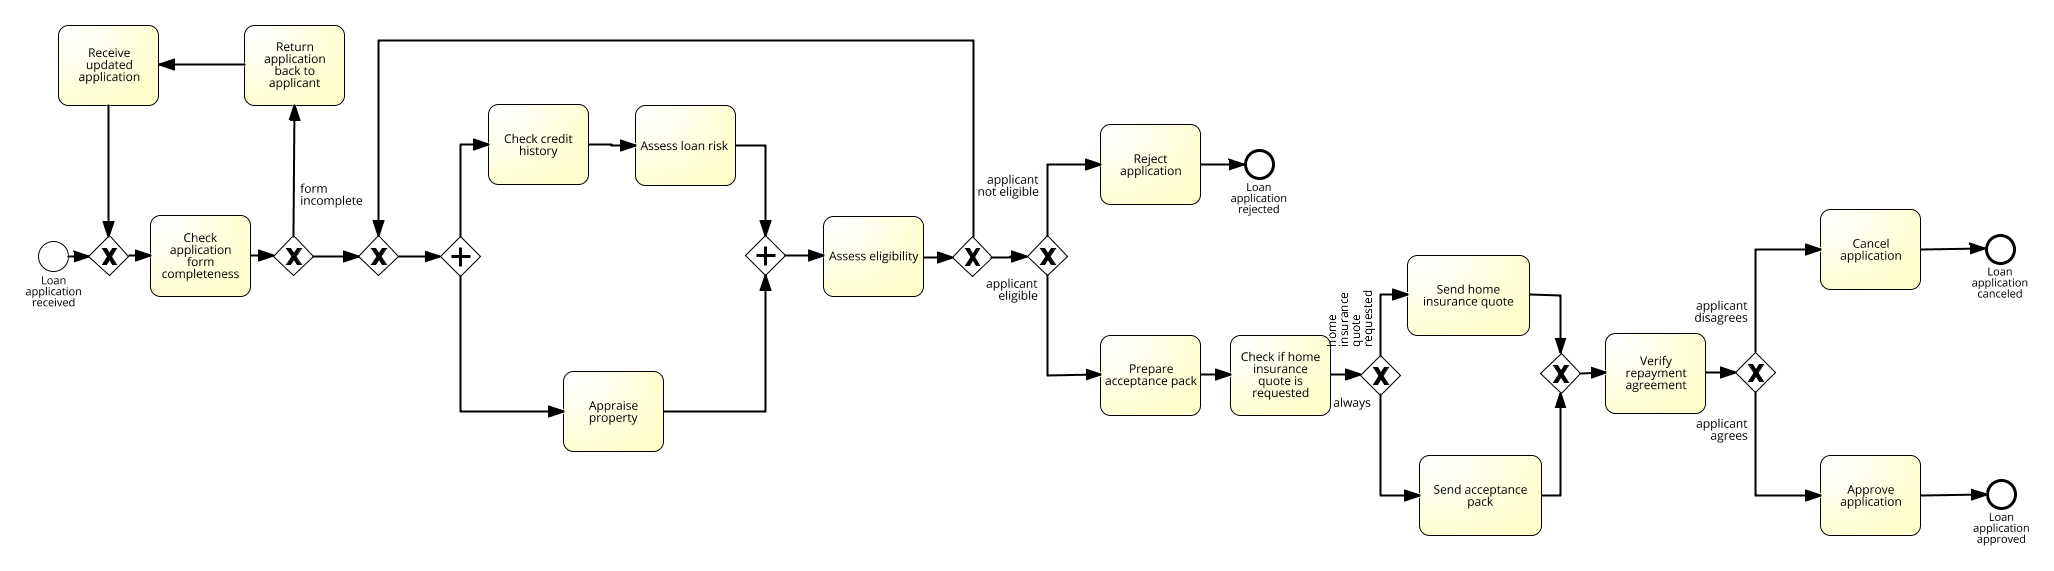 Receive
updated
application
Return
application
back to
applicant
form
incomplete
Loan
application
received
Check
application
form
completeness
Check credit
history
Assess loan risk
Appraise
property
Assess eligibility
applicant
not eligible
applicant
eligible
Reject
application
Loan
application
rejected
Prepare
acceptance pack
Check if home
insurance
quote is
requested
home
insurance
quote
requested
always
Send home
insurance quote
Send acceptance
pack
Verify
repayment
agreement
applicant
disagrees
applicant
agrees
Cancel
application
Loan
application
canceled
Approve
application
Loan
application
approved